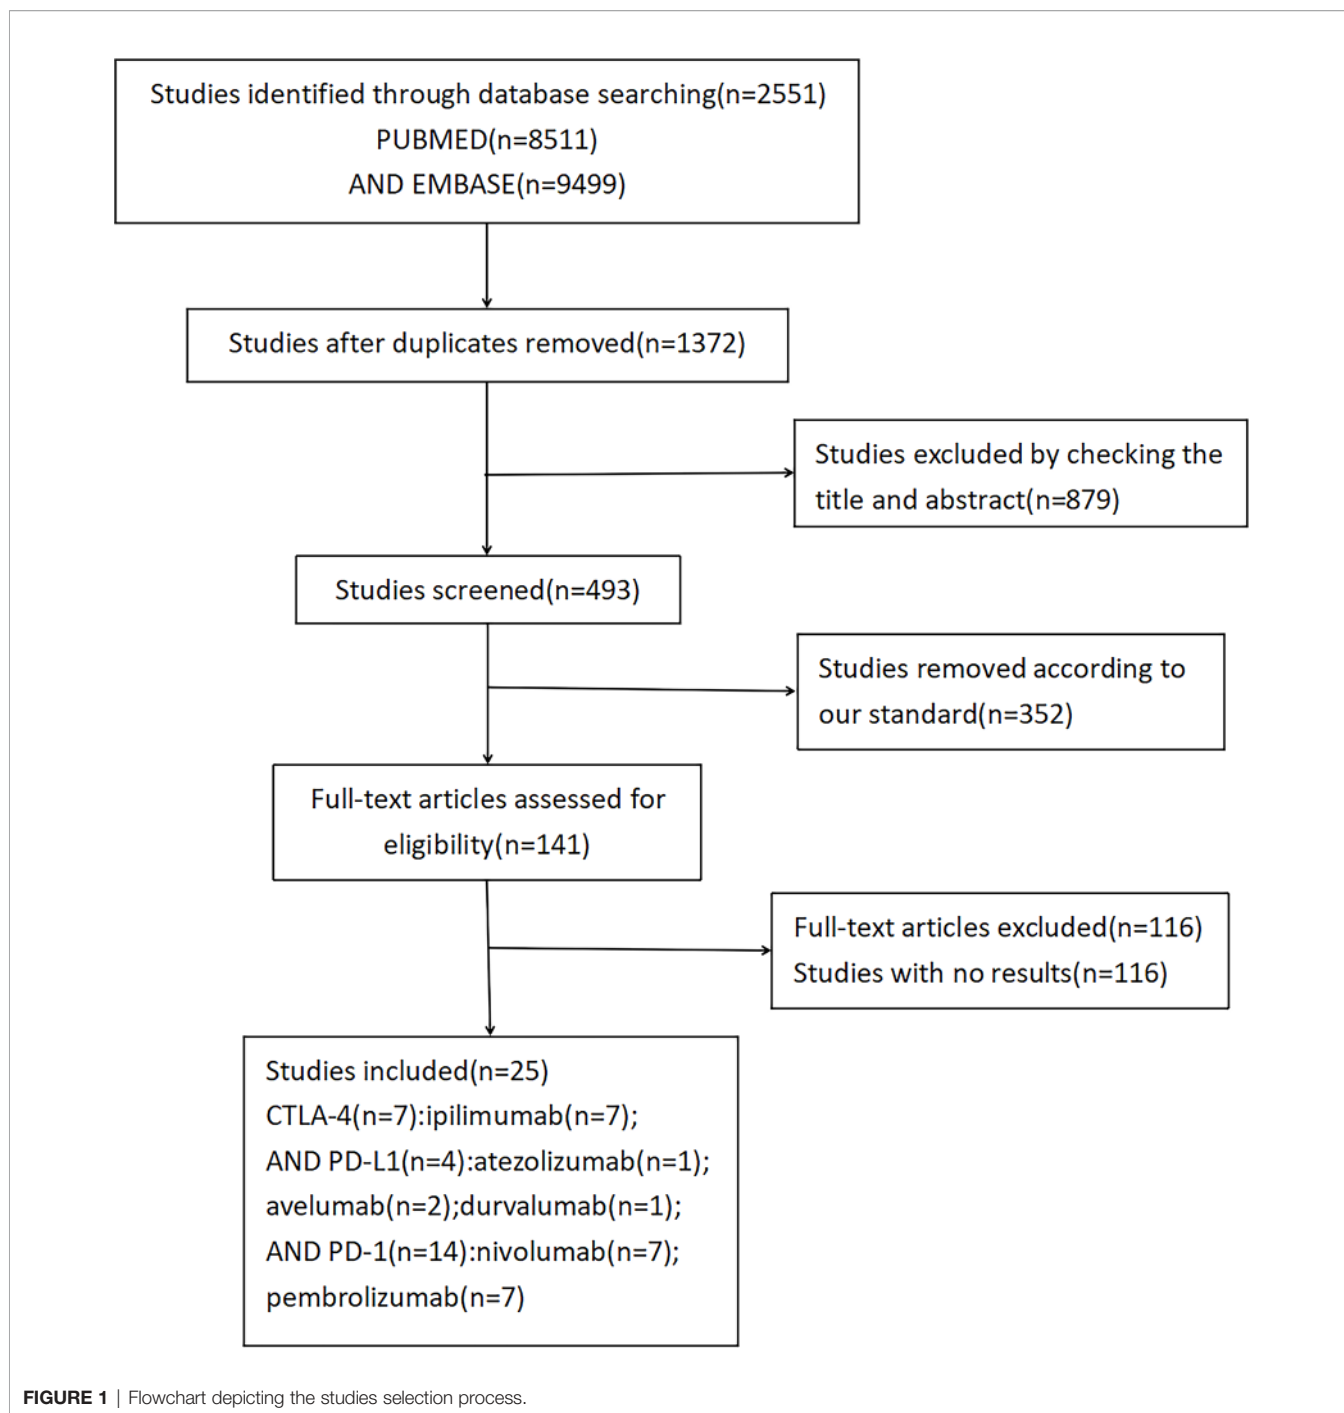 Studies identified through database searching(n=2551)
PUBMED(n=8511)
AND EMBASE(n=9499)
Studies after duplicates removed(n=1372)
Studies excluded by checking the
title and abstract(n=879)
Studies screened(n=493)
Studies removed according to
our standard(n=352)
Full-text articles assessed for
eligibility(n=141)
Full-text articles excluded(n=116)
Studies with no results(n=116)
Studies included(n=25)
CTLA-4(n=7):ipilimumab(n=7);
AND PD-L1(n=4):atezolizumab(n=1);
avelumab(n=2);durvalumab(n=1);
AND PD-1(n=14):nivolumab(n=7);
pembrolizumab(n=7)
FIGURE 1 | Flowchart depicting the studies selection process.